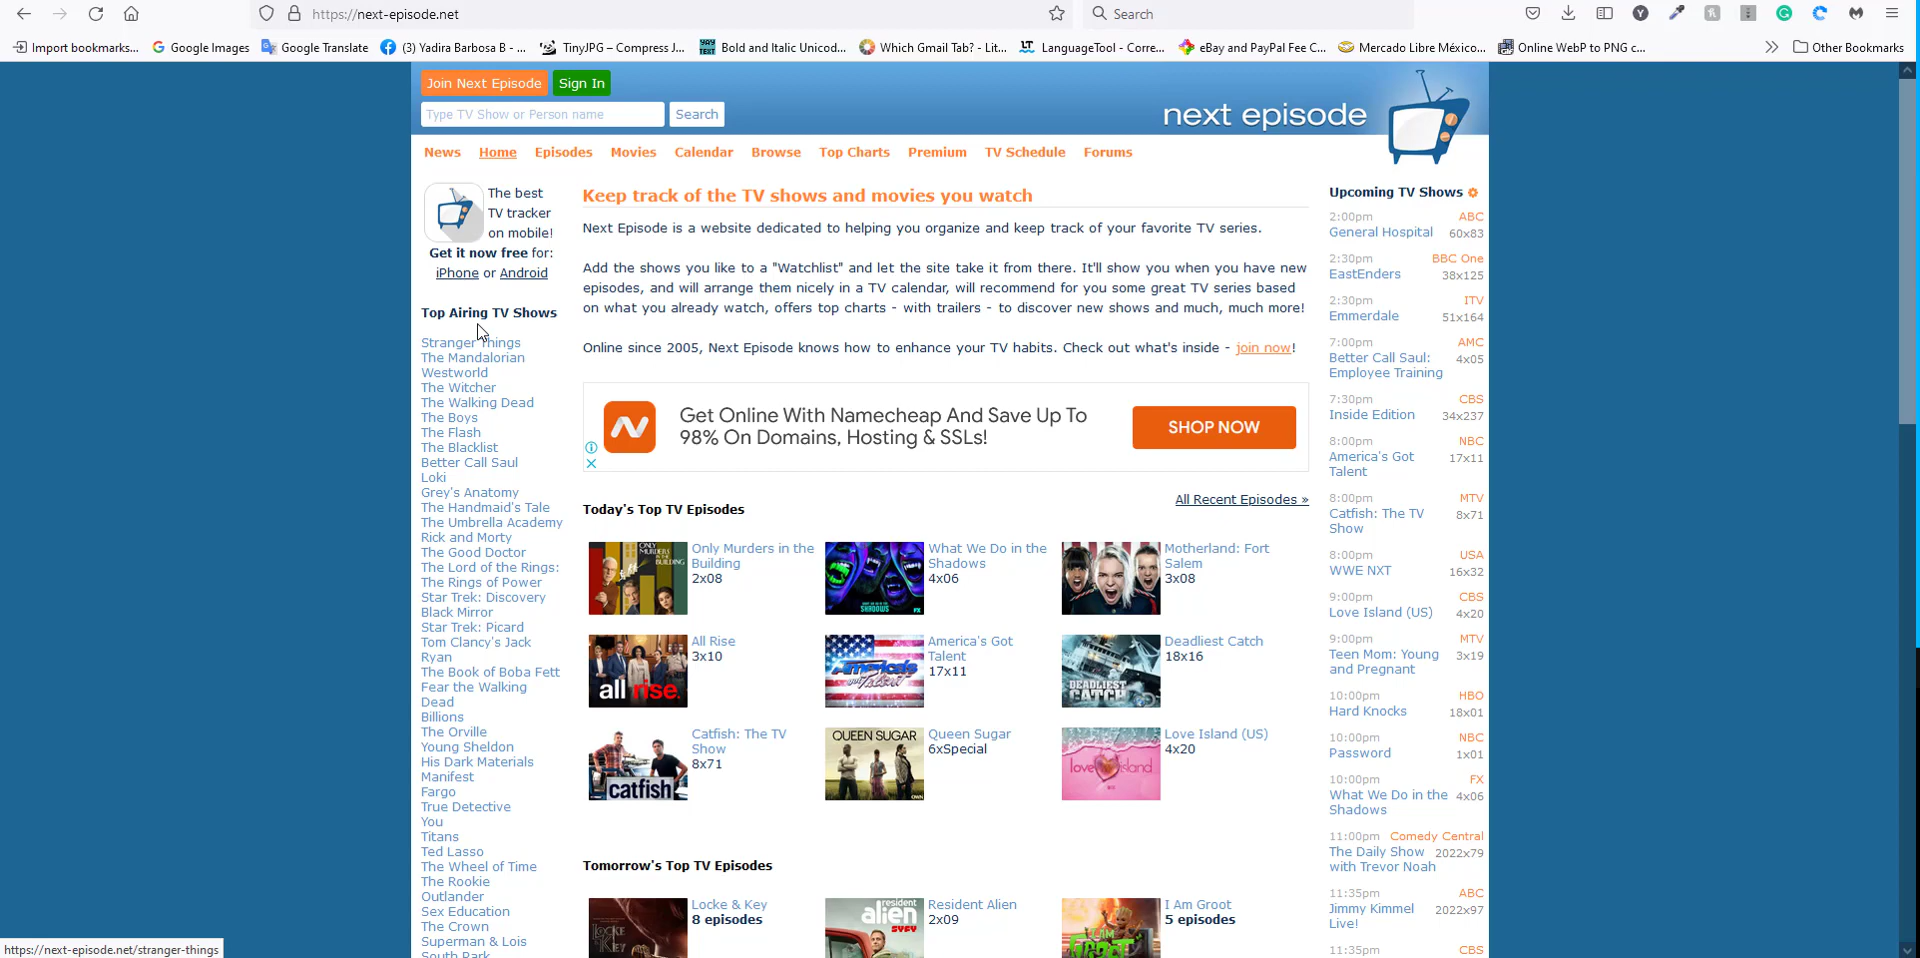 https://next-episode.net
Search
Import bookmarks...
Google Images
Google Translate
(3) Yadira Barbosa B - ...
TinyJPG – Compress J...
Bold and Italic Unicod...
Which Gmail Tab? - Lit...
LanguageTool - Corre...
eBay and PayPal Fee C...
Mercado Libre México...
Online WebP to PNG c...
Other Bookmarks
Join Next Episode
Sign In
Type TV Show or Person name
Search
next episode
News Home Episodes Movies Calendar Browse Top Charts Premium TV Schedule Forums
The best
TV tracker
on mobile!
Get it now free for:
iPhone or Android
Top Airing TV Shows
Stranger Things
The Mandalorian
Westworld
The Witcher
The Walking Dead
The Boys
The Flash
The Blacklist
Better Call Saul
Loki
Grey's Anatomy
The Handmaid's Tale
The Umbrella Academy
Rick and Morty
The Good Doctor
The Lord of the Rings:
The Rings of Power
Star Trek: Discovery
Black Mirror
Star Trek: Picard
Tom Clancy's Jack
Ryan
The Book of Boba Fett
Fear the Walking
Dead
Billions
The Orville
Young Sheldon
His Dark Materials
Manifest
Fargo
True Detective
You
Titans
Ted Lasso
The Wheel of Time
The Rookie
Outlander
Sex Education
The Crown
Superman & Lois
South Park
Keep track of the TV shows and movies you watch
Next Episode is a website dedicated to helping you organize and keep track of your favorite TV series.
Add the shows you like to a "Watchlist" and let the site take it from there. It'll show you when you have new
episodes, and will arrange them nicely in a TV calendar, will recommend for you some great TV series based
on what you already watch, offers top charts - with trailers - to discover new shows and much, much more!
Online since 2005, Next Episode knows how to enhance your TV habits. Check out what's inside - join now!
Get Online With Namecheap And Save Up To
98% On Domains, Hosting & SSLs!
SHOP NOW
All Recent Episodes »
Today's Top TV Episodes
Only Murders in the
Building
2x08
What We Do in the
Shadows
4x06
Motherland: Fort
Salem
3x08
All Rise
3x10
all rise.
America's Got
Talent
17x11
Deadliest Catch
18x16
DEADLIEST CATCH
Catfish: The TV
Show
8x71
catfish
Queen Sugar
6xSpecial
QUEEN SUGAR
Love Island (US)
4x20
love island
Tomorrow's Top TV Episodes
Locke & Key
8 episodes
Resident Alien
2x09
resident
alien
SYFY
I Am Groot
5 episodes
Upcoming TV Shows
2:00pm ABC
General Hospital 60x83
2:30pm BBC One
EastEnders 38x125
2:30pm ITV
Emmerdale 51x164
7:00pm AMC
Better Call Saul: 4x05
Employee Training
7:30pm CBS
Inside Edition 34x237
8:00pm NBC
America's Got 17x11
Talent
8:00pm MTV
Catfish: The TV 8x71
Show
8:00pm USA
WWE NXT 16x32
9:00pm CBS
Love Island (US) 4x20
9:00pm MTV
Teen Mom: Young 3x19
and Pregnant
10:00pm HBO
Hard Knocks 18x01
10:00pm NBC
Password 1x01
10:00pm FX
What We Do in the 4x06
Shadows
11:00pm Comedy Central
The Daily Show 2022x79
with Trevor Noah
11:35pm ABC
Jimmy Kimmel 2022x97
Live!
11:35pm CBS
https://next-episode.net/stranger-things